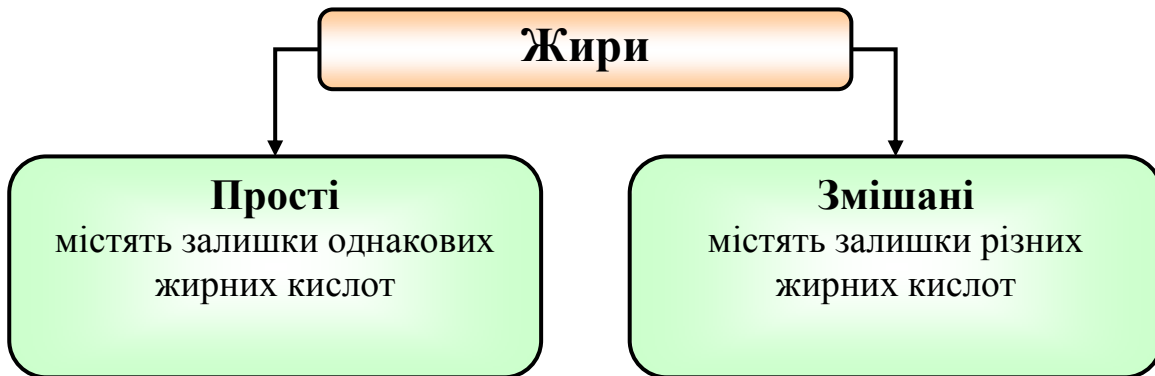 Жири
Прості
містять залишки однакових
жирних кислот
Змішані
містять залишки різних
жирних кислот